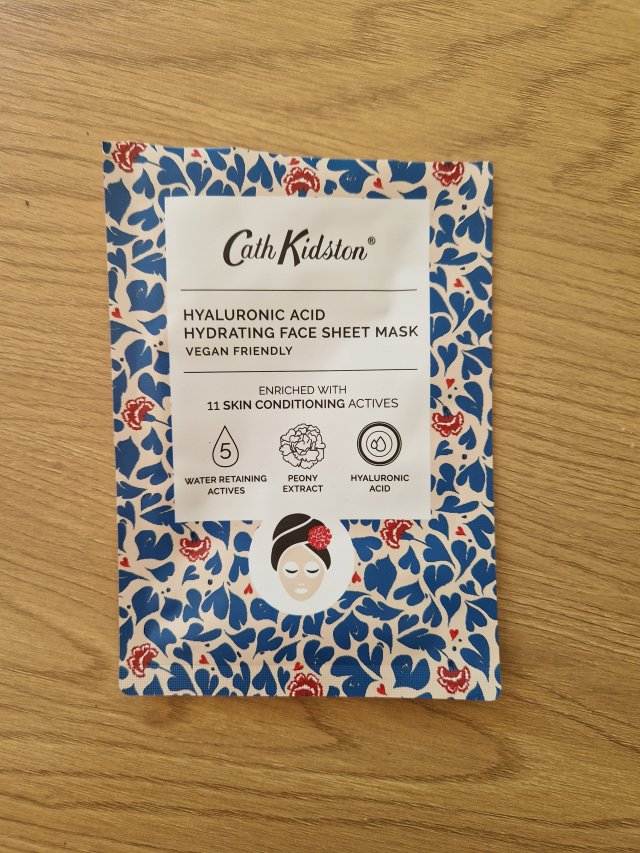 Cath Kidston®
HYALURONIC ACID
HYDRATING FACE SHEET MASK
VEGAN FRIENDLY
ENRICHED WITH
11 SKIN CONDITIONING ACTIVES
5
WATER RETAINING
ACTIVES
PEONY
EXTRACT
HYALURONIC
ACID